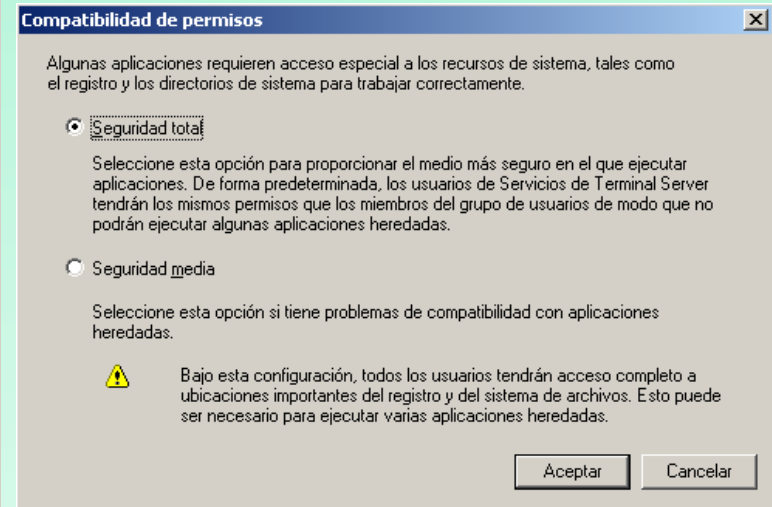 Compatibilidad de permisos
Algunas aplicaciones requieren acceso especial a los recursos de sistema, tales como
el registro y los directorios de sistema para trabajar correctamente.
Seguridad total
Seleccione esta opción para proporcionar el medio más seguro en el que ejecutar
aplicaciones. De forma predeterminada, los usuarios de Servicios de Terminal Server
tendrán los mismos permisos que los miembros del grupo de usuarios de modo que no
podrán ejecutar algunas aplicaciones heredadas.
Seguridad media
Seleccione esta opción si tiene problemas de compatibilidad con aplicaciones
heredadas.
Bajo esta configuración, todos los usuarios tendrán acceso completo a
ubicaciones importantes del registro y del sistema de archivos. Esto puede
ser necesario para ejecutar varias aplicaciones heredadas.
Aceptar Cancelar